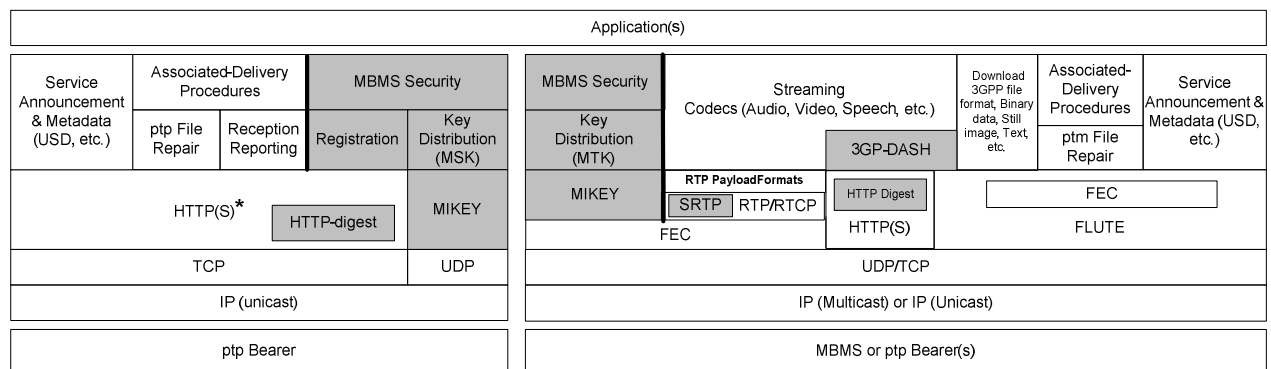 Application(s)
Service
Announcement
& Metadata
(USD, etc.)
Associated-Delivery
Procedures
ptp File
Repair
Reception
Reporting
MBMS Security
Registration
Key
Distribution
(MSK)
HTTP(S)*
HTTP-digest
MIKEY
TCP
UDP
IP (unicast)
ptp Bearer
MBMS Security
Key
Distribution
(MTK)
MIKEY
Streaming
Codecs (Audio, Video, Speech, etc.)
3GP-DASH
Download
3GPP file
format, Binary
data, Still
image, Text,
etc.
Associated-
Delivery
Procedures
ptm File
Repair
Service
Announcement &
Metadata (USD,
etc.)
RTP PayloadFormats
SRTP
RTP/RTCP
FEC
HTTP Digest
HTTP(S)
FEC
FLUTE
UDP/TCP
IP (Multicast) or IP (Unicast)
MBMS or ptp Bearer(s)